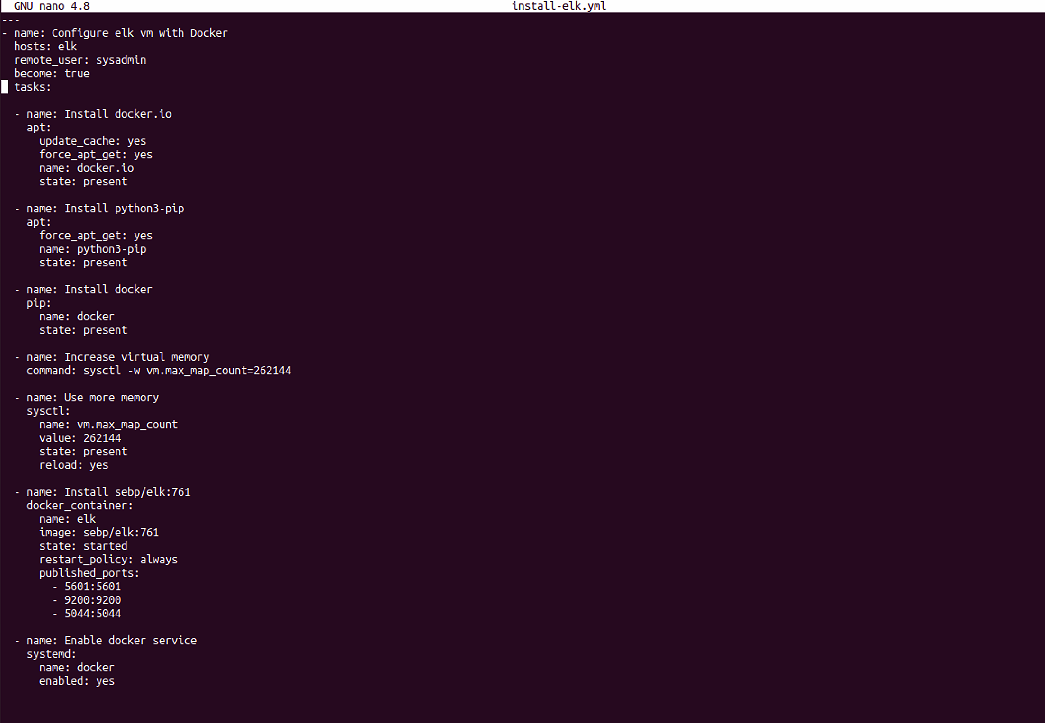 GNU nano 4.8 install-elk.yml
---
- name: Configure elk vm with Docker
  hosts: elk
  remote_user: sysadmin
  become: true
  tasks:

  - name: Install docker.io
    apt:
      update_cache: yes
      force_apt_get: yes
      name: docker.io
      state: present

  - name: Install python3-pip
    apt:
      force_apt_get: yes
      name: python3-pip
      state: present

  - name: Install docker
    pip:
      name: docker
      state: present

  - name: Increase virtual memory
    command: sysctl -w vm.max_map_count=262144

  - name: Use more memory
    sysctl:
      name: vm.max_map_count
      value: 262144
      state: present
      reload: yes

  - name: Install sebp/elk:761
    docker_container:
      name: elk
      image: sebp/elk:761
      state: started
      restart_policy: always
      published_ports:
        - 5601:5601
        - 9200:9200
        - 5044:5044

  - name: Enable docker service
    systemd:
      name: docker
      enabled: yes